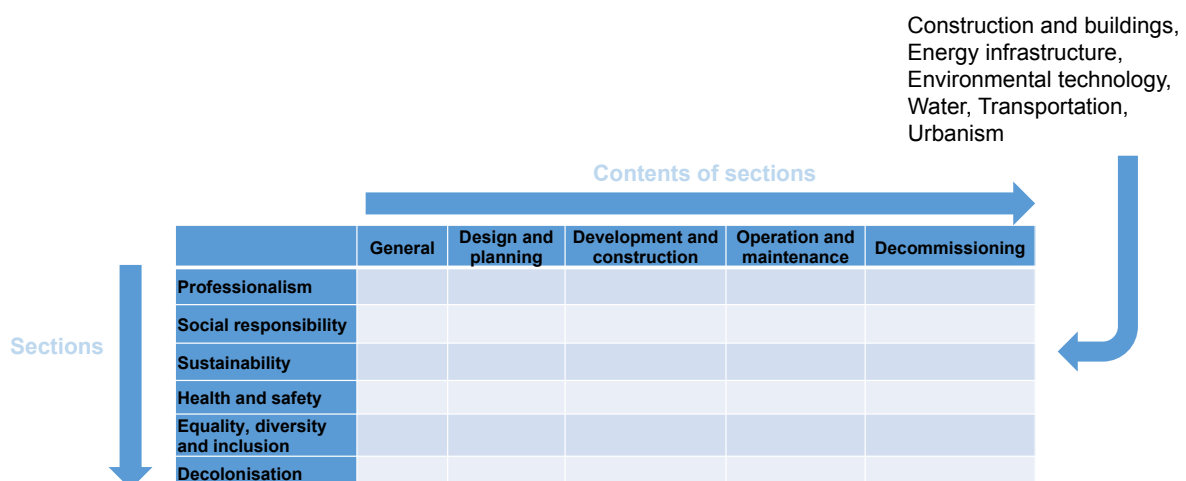 Construction and buildings,
Energy infrastructure,
Environmental technology,
Water, Transportation,
Urbanism
Contents of sections
General
Design and
planning
Development and
construction
Operation and
maintenance
Decommissioning
Sections
Professionalism
Social responsibility
Sustainability
Health and safety
Equality, diversity
and inclusion
Decolonisation